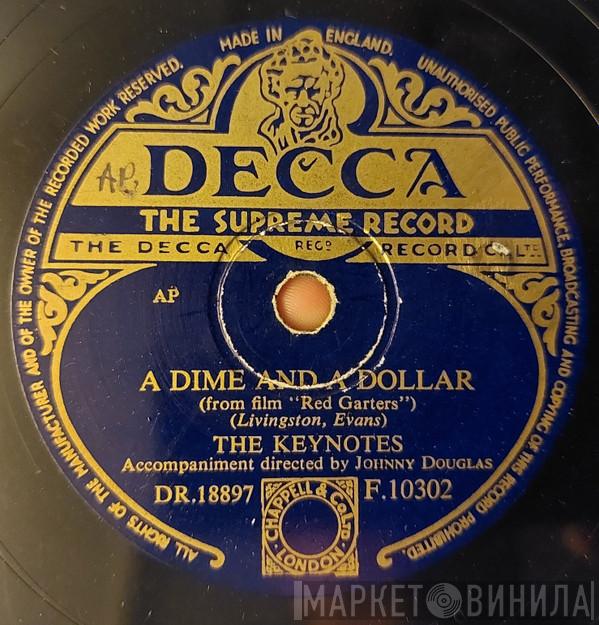 ALL RIGHTS OF THE MANUFACTURER AND OF THE OWNER OF THE RECORDED WORK RESERVED.
MADE IN ENGLAND.
UNAUTHORISED PUBLIC PERFORMANCE, BROADCASTING AND COPYING OF THIS RECORD PROHIBITED.
AP.
DECCA
THE SUPREME RECORD
THE DECCA REGD RECORD CO LTD
AP
A DIME AND A DOLLAR
(from film "Red Garters")
(Livingston, Evans)
THE KEYNOTES
Accompaniment directed by JOHNNY DOUGLAS
DR.18897 F.10302
CHAPPELL & CO LTD
LONDON
МАРКЕТ ВИНИЛА